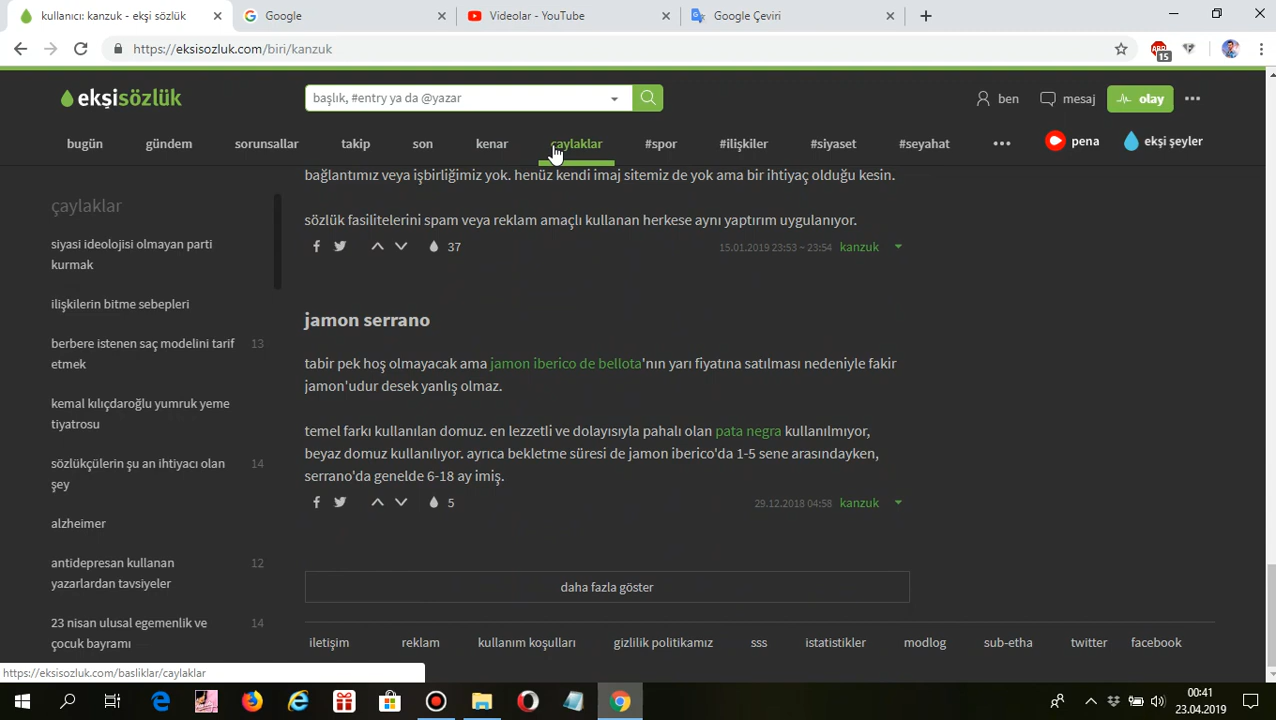 kullanıcı: kanzuk - ekşi sözlük
Google
Videolar - YouTube
Google Çeviri
https://eksisozluk.com/biri/kanzuk
ABP
15
ekşisözlük
başlık, #entry ya da @yazar
ben
mesaj
olay
bugün
gündem
sorunsallar
takip
son
kenar
çaylaklar
#spor
#ilişkiler
#siyaset
#seyahat
pena
ekşi şeyler
çaylaklar
siyasi ideolojisi olmayan parti
kurmak
ilişkilerin bitme sebepleri
berbere istenen saç modelini tarif 13
etmek
kemal kılıçdaroğlu yumruk yeme
tiyatrosu
sözlükçülerin şu an ihtiyacı olan 14
şey
alzheimer
antidepresan kullanan 12
yazarlardan tavsiyeler
23 nisan ulusal egemenlik ve 14
çocuk bayramı
bağlantımız veya işbirliğimiz yok. henüz kendi imaj sitemiz de yok ama bir ihtiyaç olduğu kesin.
sözlük fasilitelerini spam veya reklam amaçlı kullanan herkese aynı yaptırım uygulanıyor.
37
15.01.2019 23:53 ~ 23:54 kanzuk
jamon serrano
tabir pek hoş olmayacak ama jamon iberico de bellota'nın yarı fiyatına satılması nedeniyle fakir
jamon'udur desek yanlış olmaz.
temel farkı kullanılan domuz. en lezzetli ve dolayısıyla pahalı olan pata negra kullanılmıyor,
beyaz domuz kullanılıyor. ayrıca bekletme süresi de jamon iberico'da 1-5 sene arasındayken,
serrano'da genelde 6-18 ay imiş.
5
29.12.2018 04:58 kanzuk
daha fazla göster
iletişim
reklam
kullanım koşulları
gizlilik politikamız
sss
istatistikler
modlog
sub-etha
twitter
facebook
https://eksisozluk.com/basliklar/caylaklar
00:41
23.04.2019